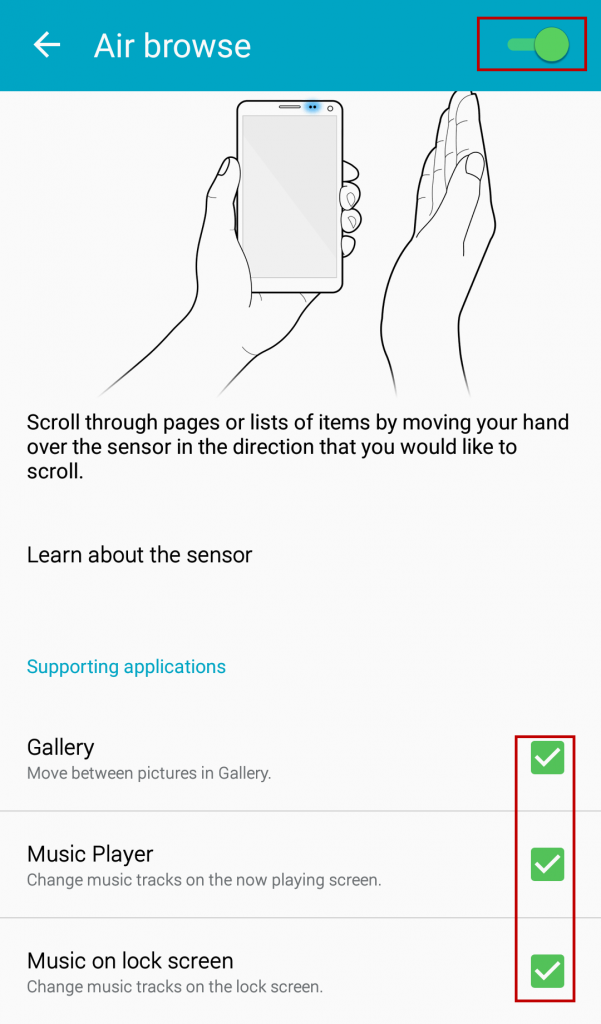 Air browse
Scroll through pages or lists of items by moving your hand
over the sensor in the direction that you would like to
scroll.
Learn about the sensor
Supporting applications
Gallery
Move between pictures in Gallery.
Music Player
Change music tracks on the now playing screen.
Music on lock screen
Change music tracks on the lock screen.